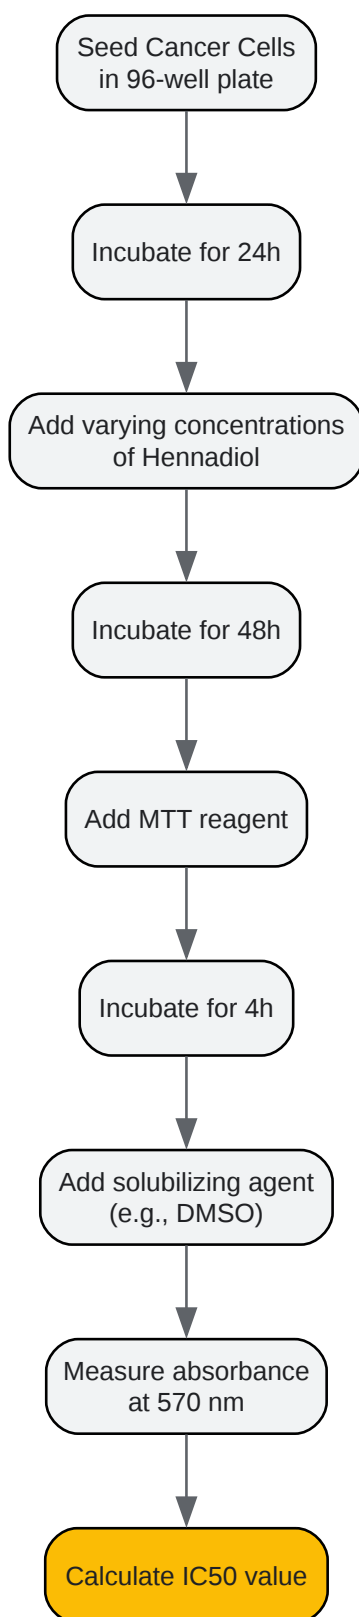 Seed Cancer Cells
in 96-well plate
Incubate for 24h
Add varying concentrations
of Hennadiol
Incubate for 48h
Add MTT reagent
Incubate for 4h
Add solubilizing agent
(e.g., DMSO)
Measure absorbance
at 570 nm
Calculate IC50 value